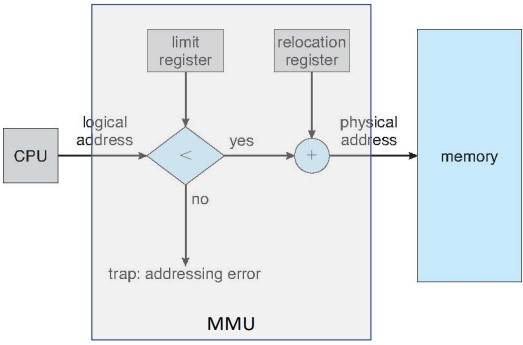 limit
register
relocation
register
logical
address
physical
address
CPU
<
yes
+
memory
no
trap: addressing error
MMU